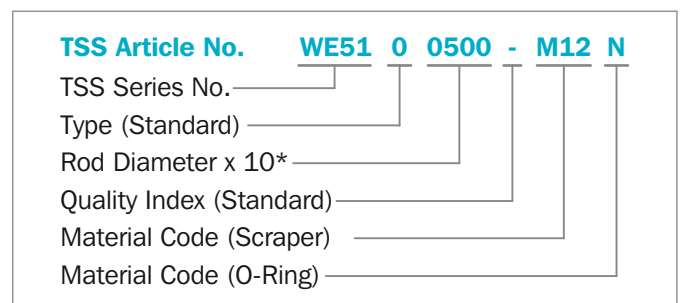 TSS Article No. WE51 0 0500 - M12 N
TSS Series No.
Type (Standard)
Rod Diameter x 10*
Quality Index (Standard)
Material Code (Scraper)
Material Code (O-Ring)